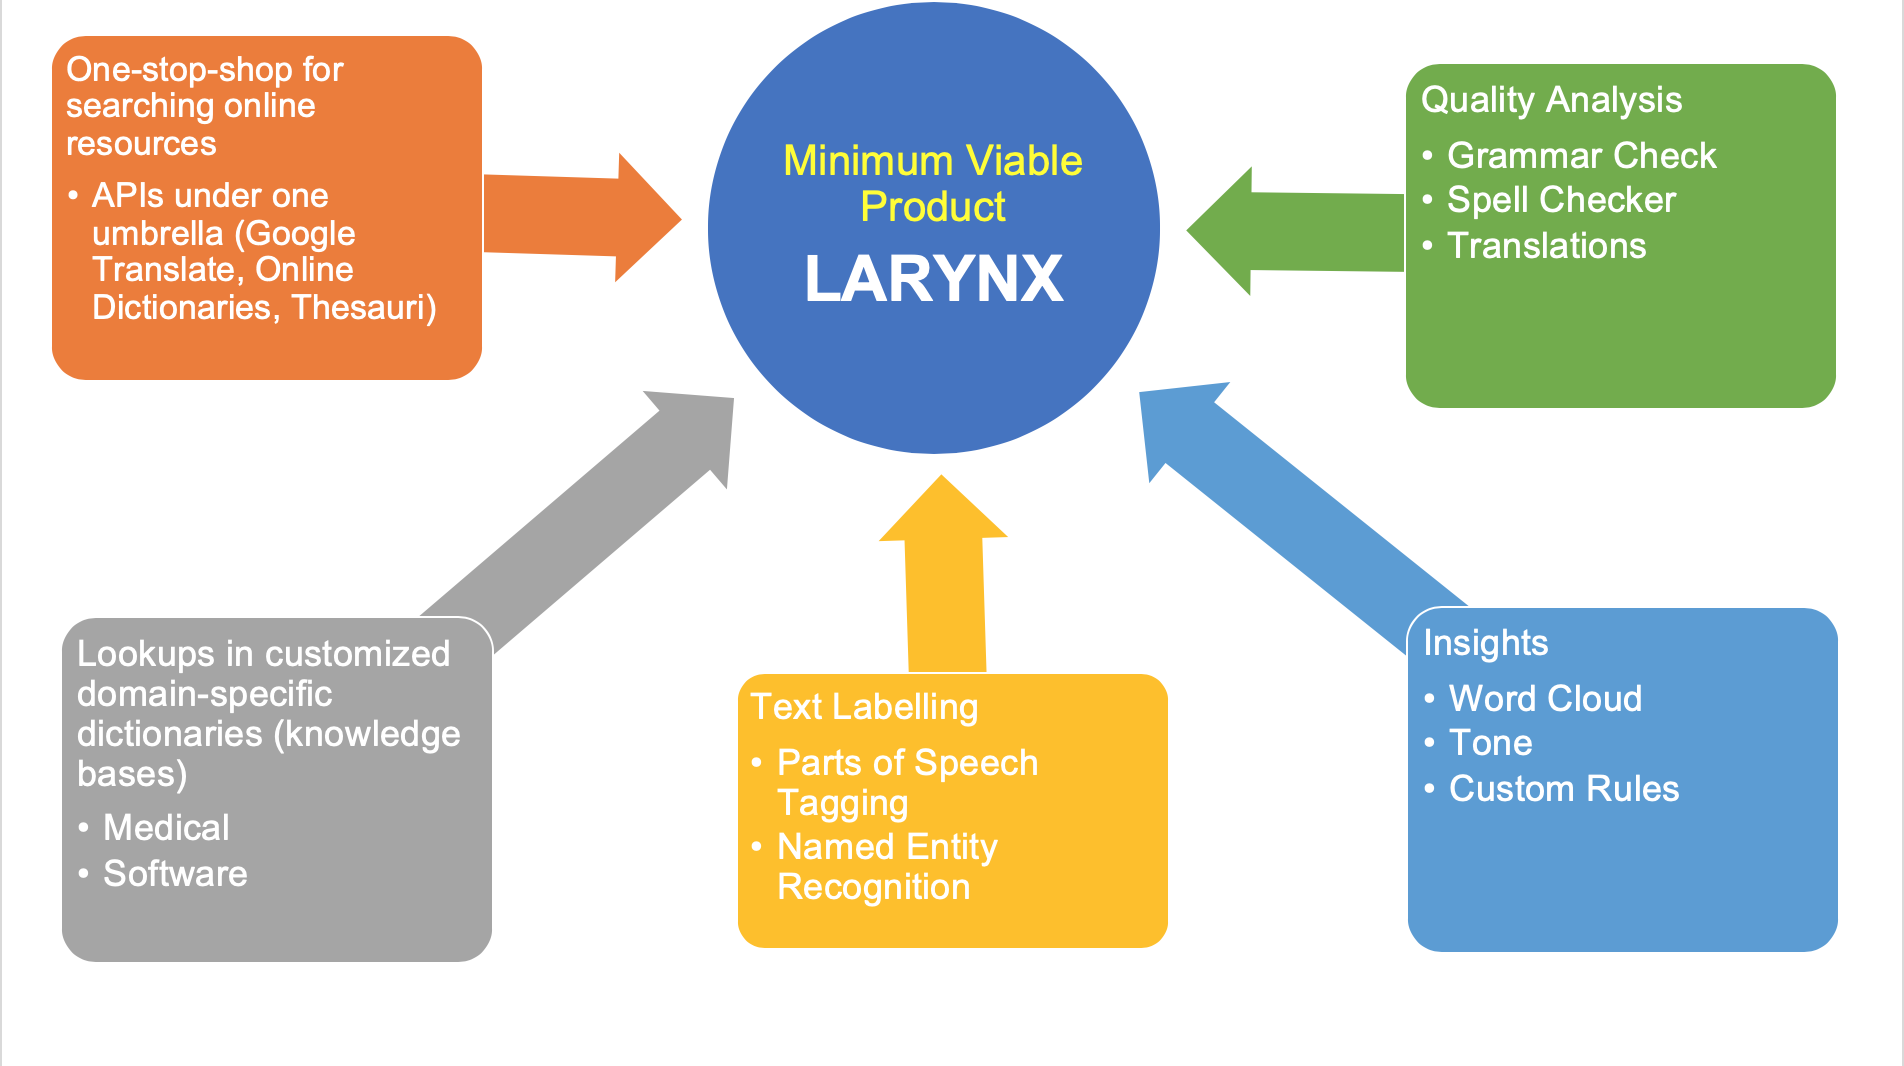 One-stop-shop for
searching online
resources
• APIs under one
umbrella (Google
Translate, Online
Dictionaries, Thesauri)
Minimum Viable
Product
LARYNX
Quality Analysis
• Grammar Check
• Spell Checker
• Translations
Lookups in customized
domain-specific
dictionaries (knowledge
bases)
• Medical
• Software
Text Labelling
• Parts of Speech
Tagging
• Named Entity
Recognition
Insights
• Word Cloud
• Tone
• Custom Rules